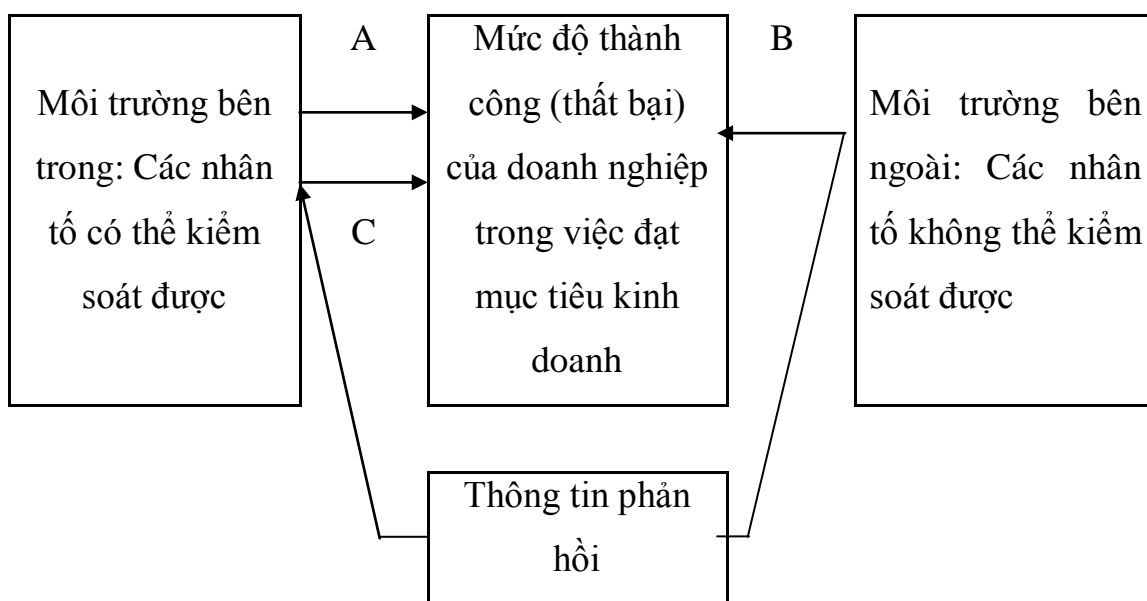 Môi trường bên
trong: Các nhân
tố có thể kiểm
soát được
A
C
Mức độ thành
công (thất bại)
của doanh nghiệp
trong việc đạt
mục tiêu kinh
doanh
B
Môi trường bên
ngoài: Các nhân
tố không thể kiểm
soát được
Thông tin phản
hồi